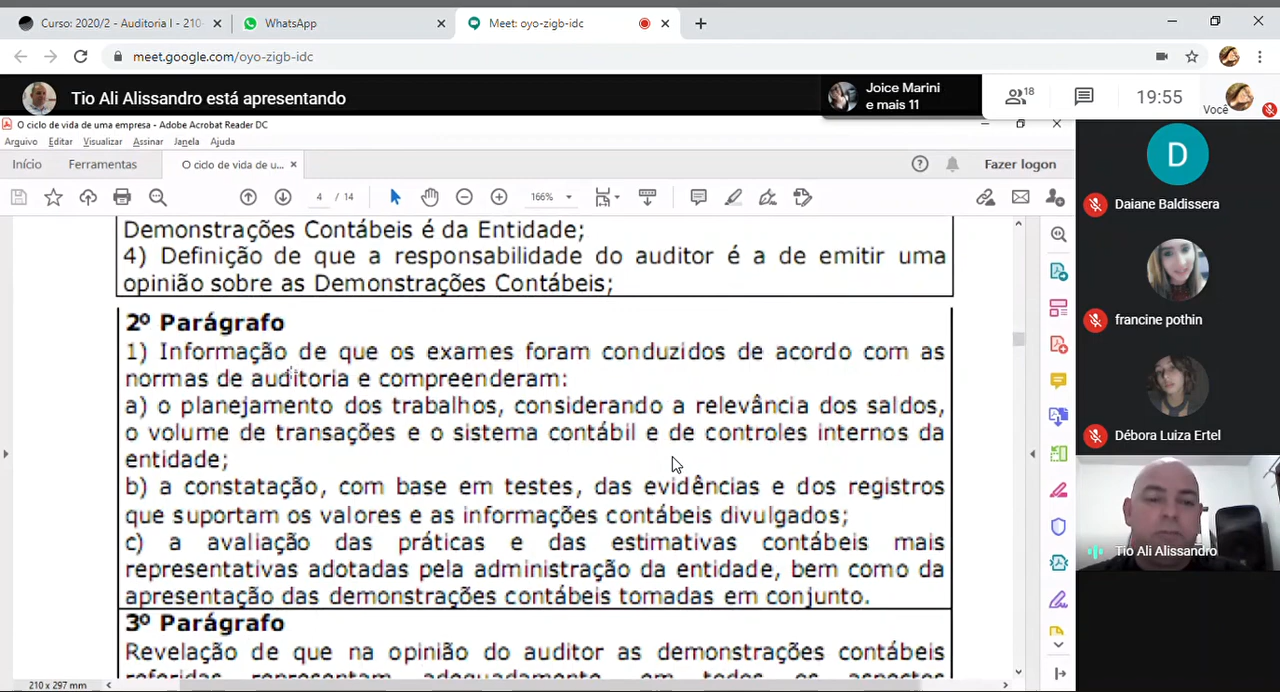 Curso: 2020/2 - Auditoria I - 210
WhatsApp
Meet: oyo-zigb-idc
meet.google.com/oyo-zigb-idc
Tio Ali Alissandro está apresentando
Joice Marini
e mais 11
18
19:55
Você
O ciclo de vida de uma empresa - Adobe Acrobat Reader DC
Arquivo Editar Visualizar Assinar Janela Ajuda
Início Ferramentas O ciclo de vida de u... Fazer logon
4 / 14 166%
Demonstrações Contábeis é da Entidade;
4) Definição de que a responsabilidade do auditor é a de emitir uma
opinião sobre as Demonstrações Contábeis;
2º Parágrafo
1) Informação de que os exames foram conduzidos de acordo com as
normas de auditoria e compreenderam:
a) o planejamento dos trabalhos, considerando a relevância dos saldos,
o volume de transações e o sistema contábil e de controles internos da
entidade;
b) a constatação, com base em testes, das evidências e dos registros
que suportam os valores e as informações contábeis divulgados;
c) a avaliação das práticas e das estimativas contábeis mais
representativas adotadas pela administração da entidade, bem como da
apresentação das demonstrações contábeis tomadas em conjunto.
3º Parágrafo
Revelação de que na opinião do auditor as demonstrações contábeis
referidas representam adequadamente, em todos os aspectos
210 x 297 mm
D
Daiane Baldissera
francine pothin
Débora Luiza Ertel
Tio Ali Alissandro